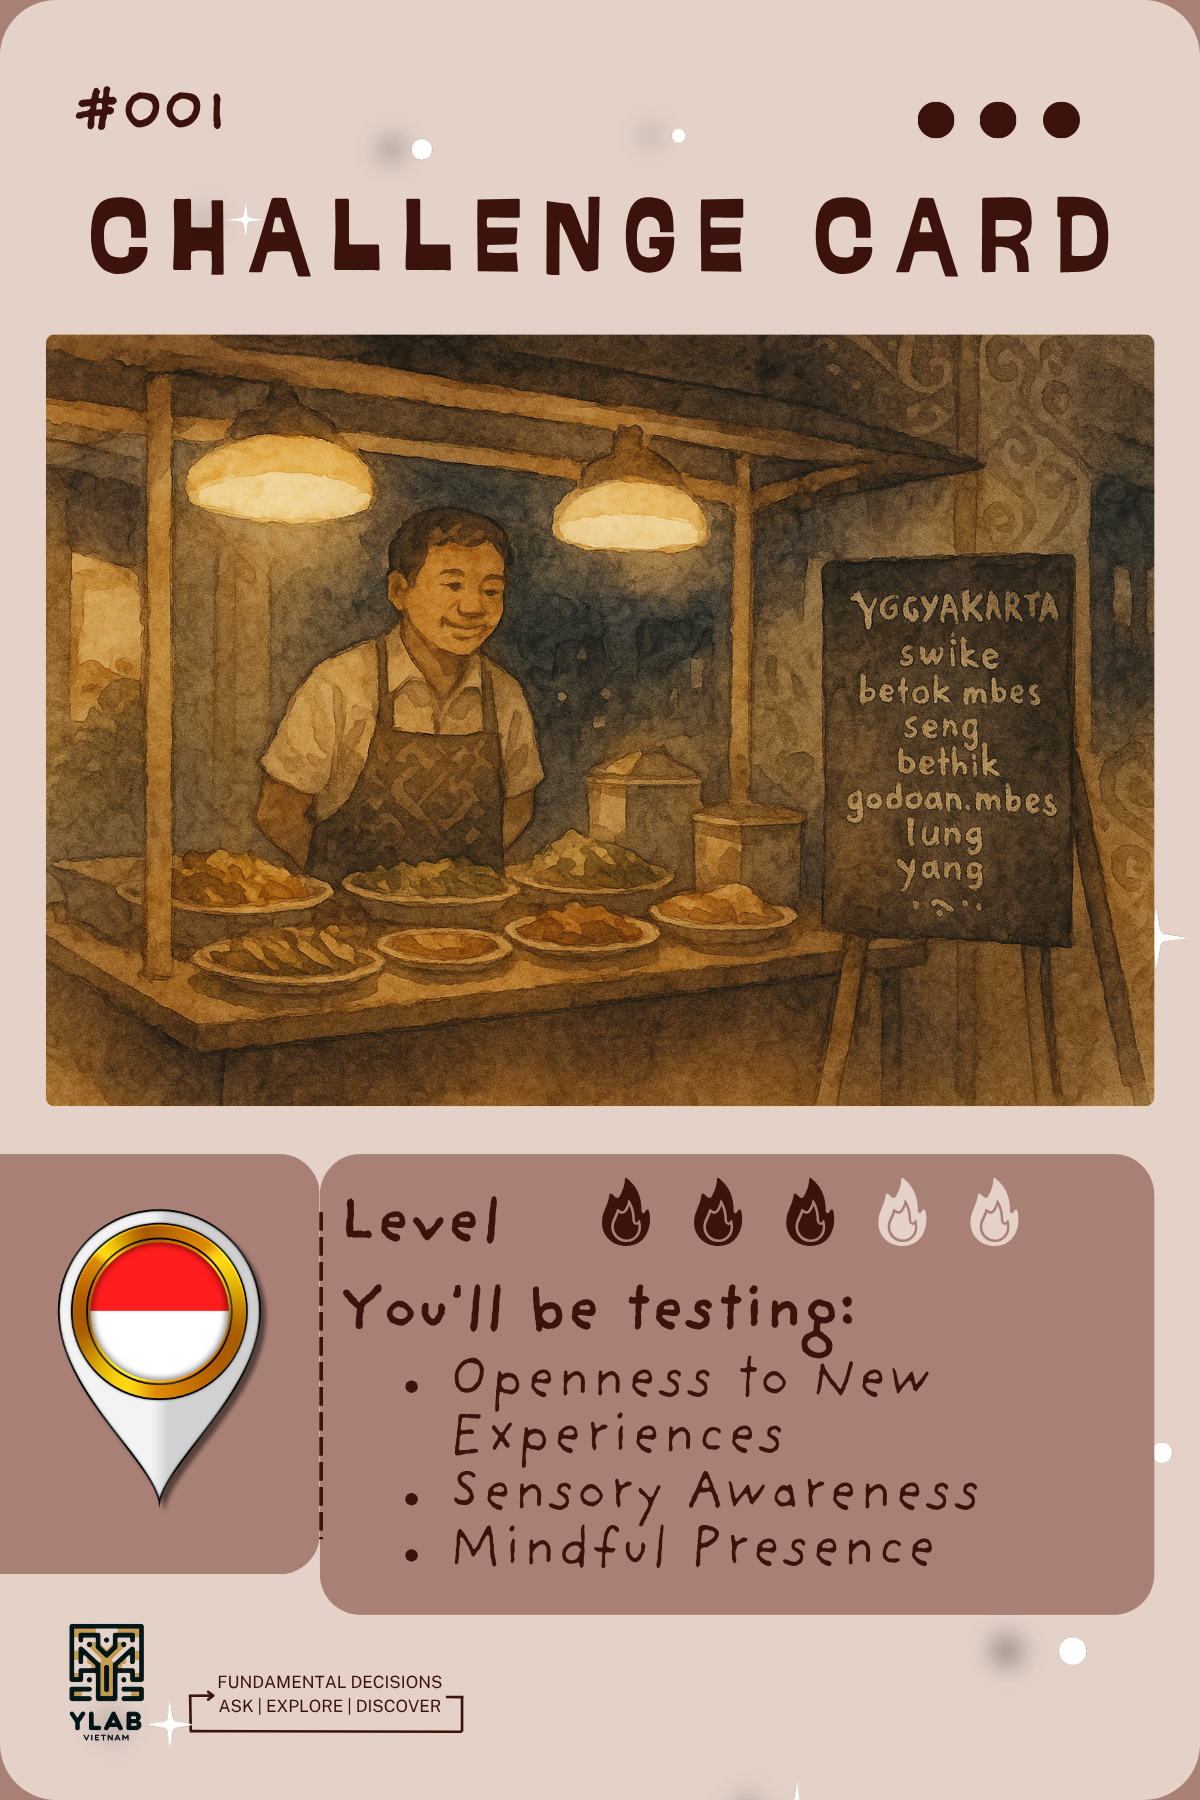 #001
CHALLENGE CARD
YGGYAKARTA
swike
betok mbes
seng
bethik
godoan.mbes
lung
yang
Level
You'll be testing:
• Openness to New
Experiences
• Sensory Awareness
• Mindful Presence
YLAB
VIETNAM
FUNDAMENTAL DECISIONS
ASK | EXPLORE | DISCOVER